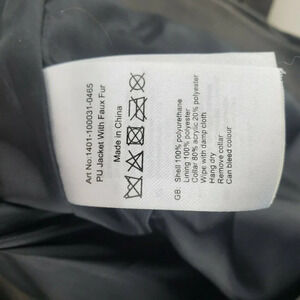 Art No:1401-100031-0465
PU Jacket With Faux Fur
Made in China
GB Shell 100% polyurethane
Lining 100% polyester
Collar 80% acrylic 20% polyester
Wipe with damp cloth
Hang dry
Remove collar
Can bleed colour